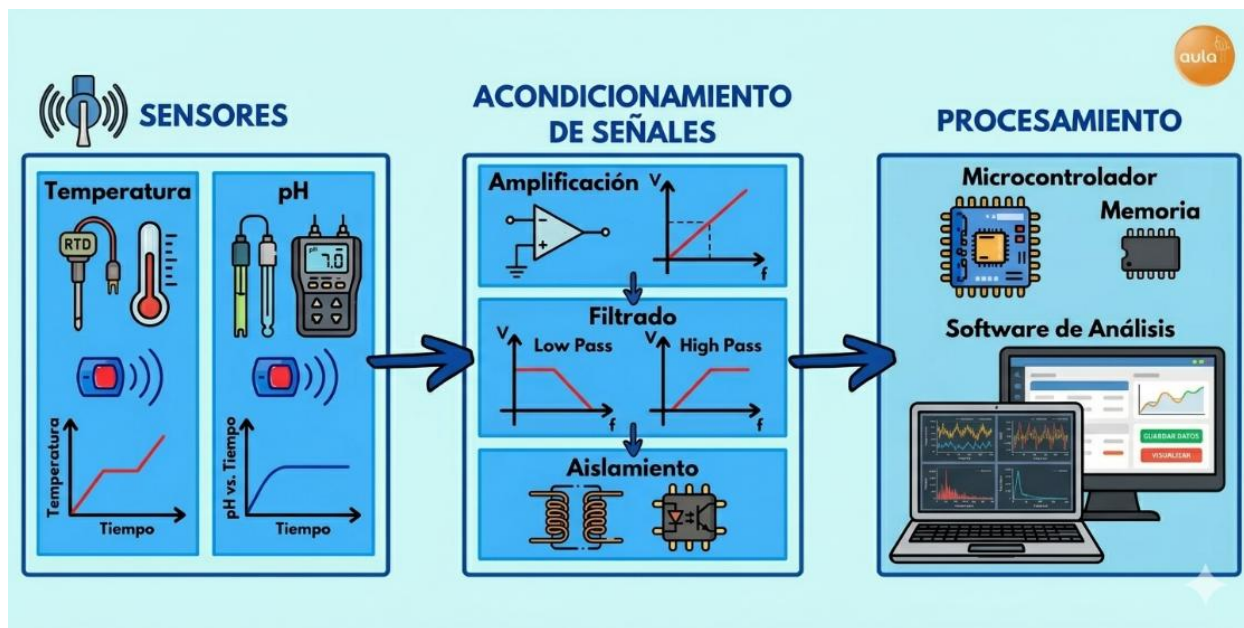 aula
SENSORES
Temperatura
RTD
Temperatura
Tiempo
pH
pH
7.0
pH vs. Tiempo
Tiempo
ACONDICIONAMIENTO
DE SEÑALES
Amplificación
V
f
Filtrado
V
Low Pass
f
V
High Pass
f
Aislamiento
PROCESAMIENTO
Microcontrolador
Memoria
Software de Análisis
GUARDAR DATOS
VISUALIZAR